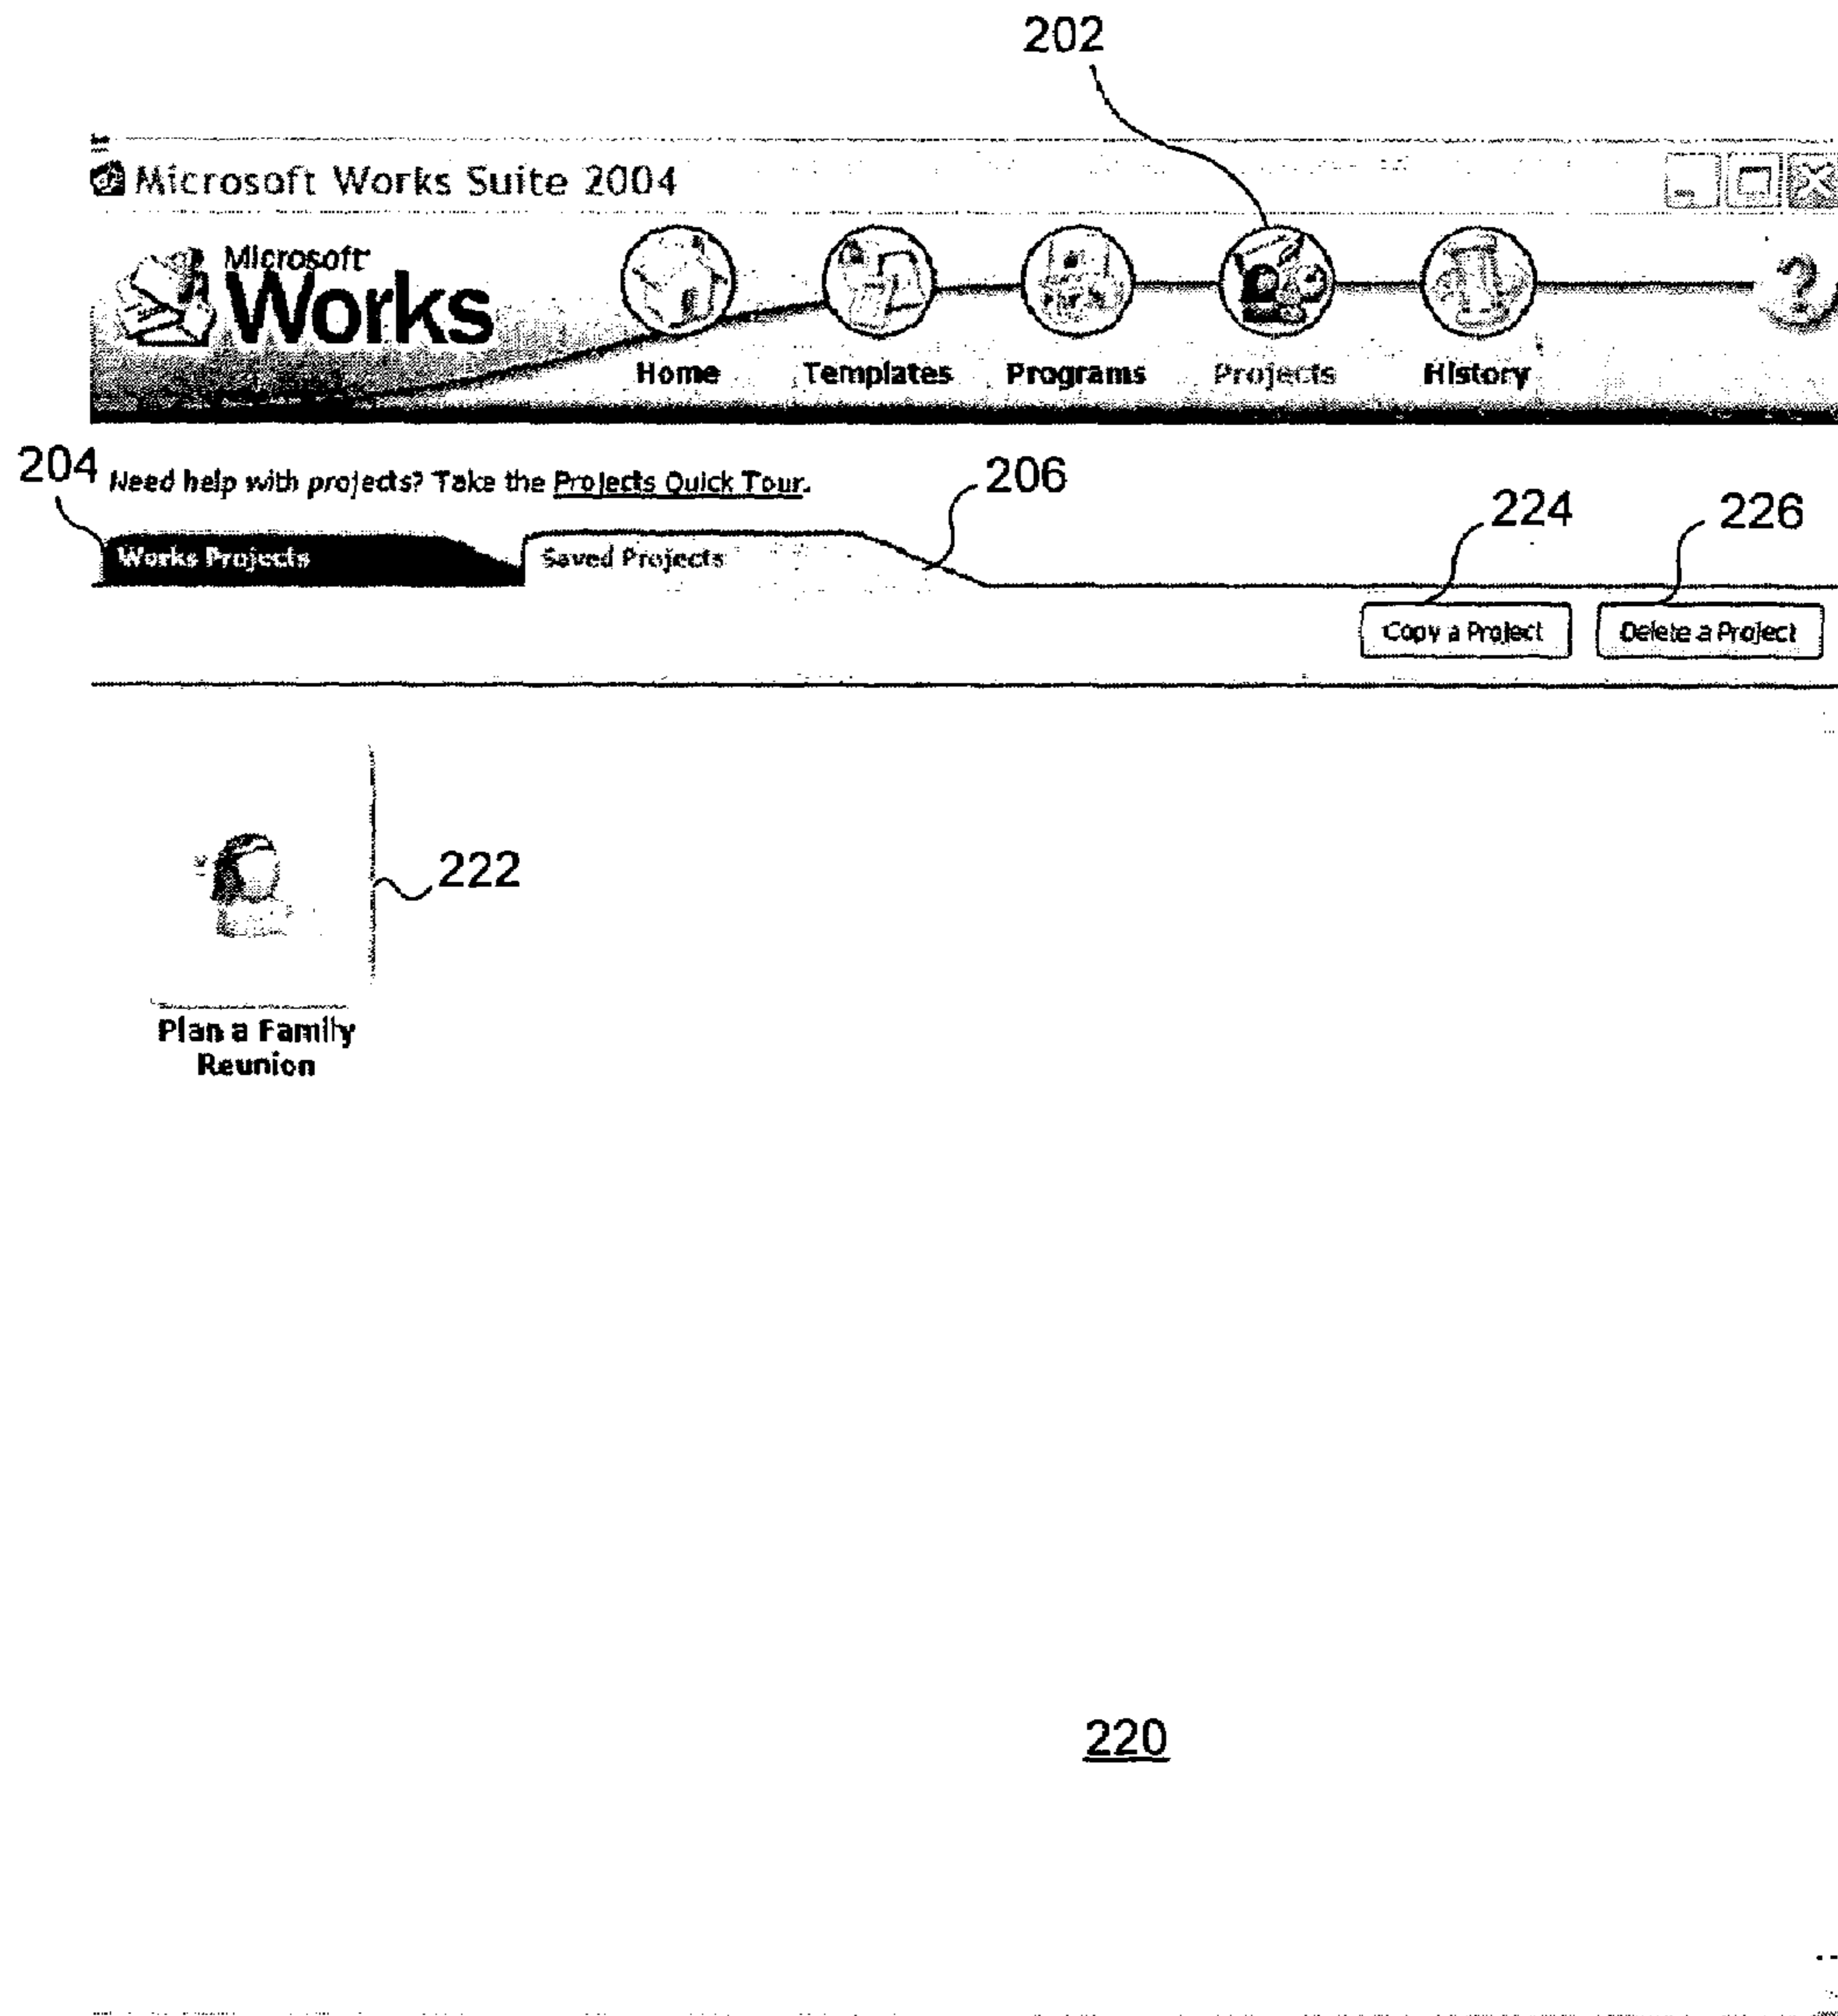 202
Microsoft Works Suite 2004
Microsoft
Works
?
Home Templates Programs Projects History
204 Need help with projects? Take the Projects Quick Tour. 206 224 226
Works Projects Saved Projects
Copy a Project Delete a Project
222
Plan a Family
Reunion
220